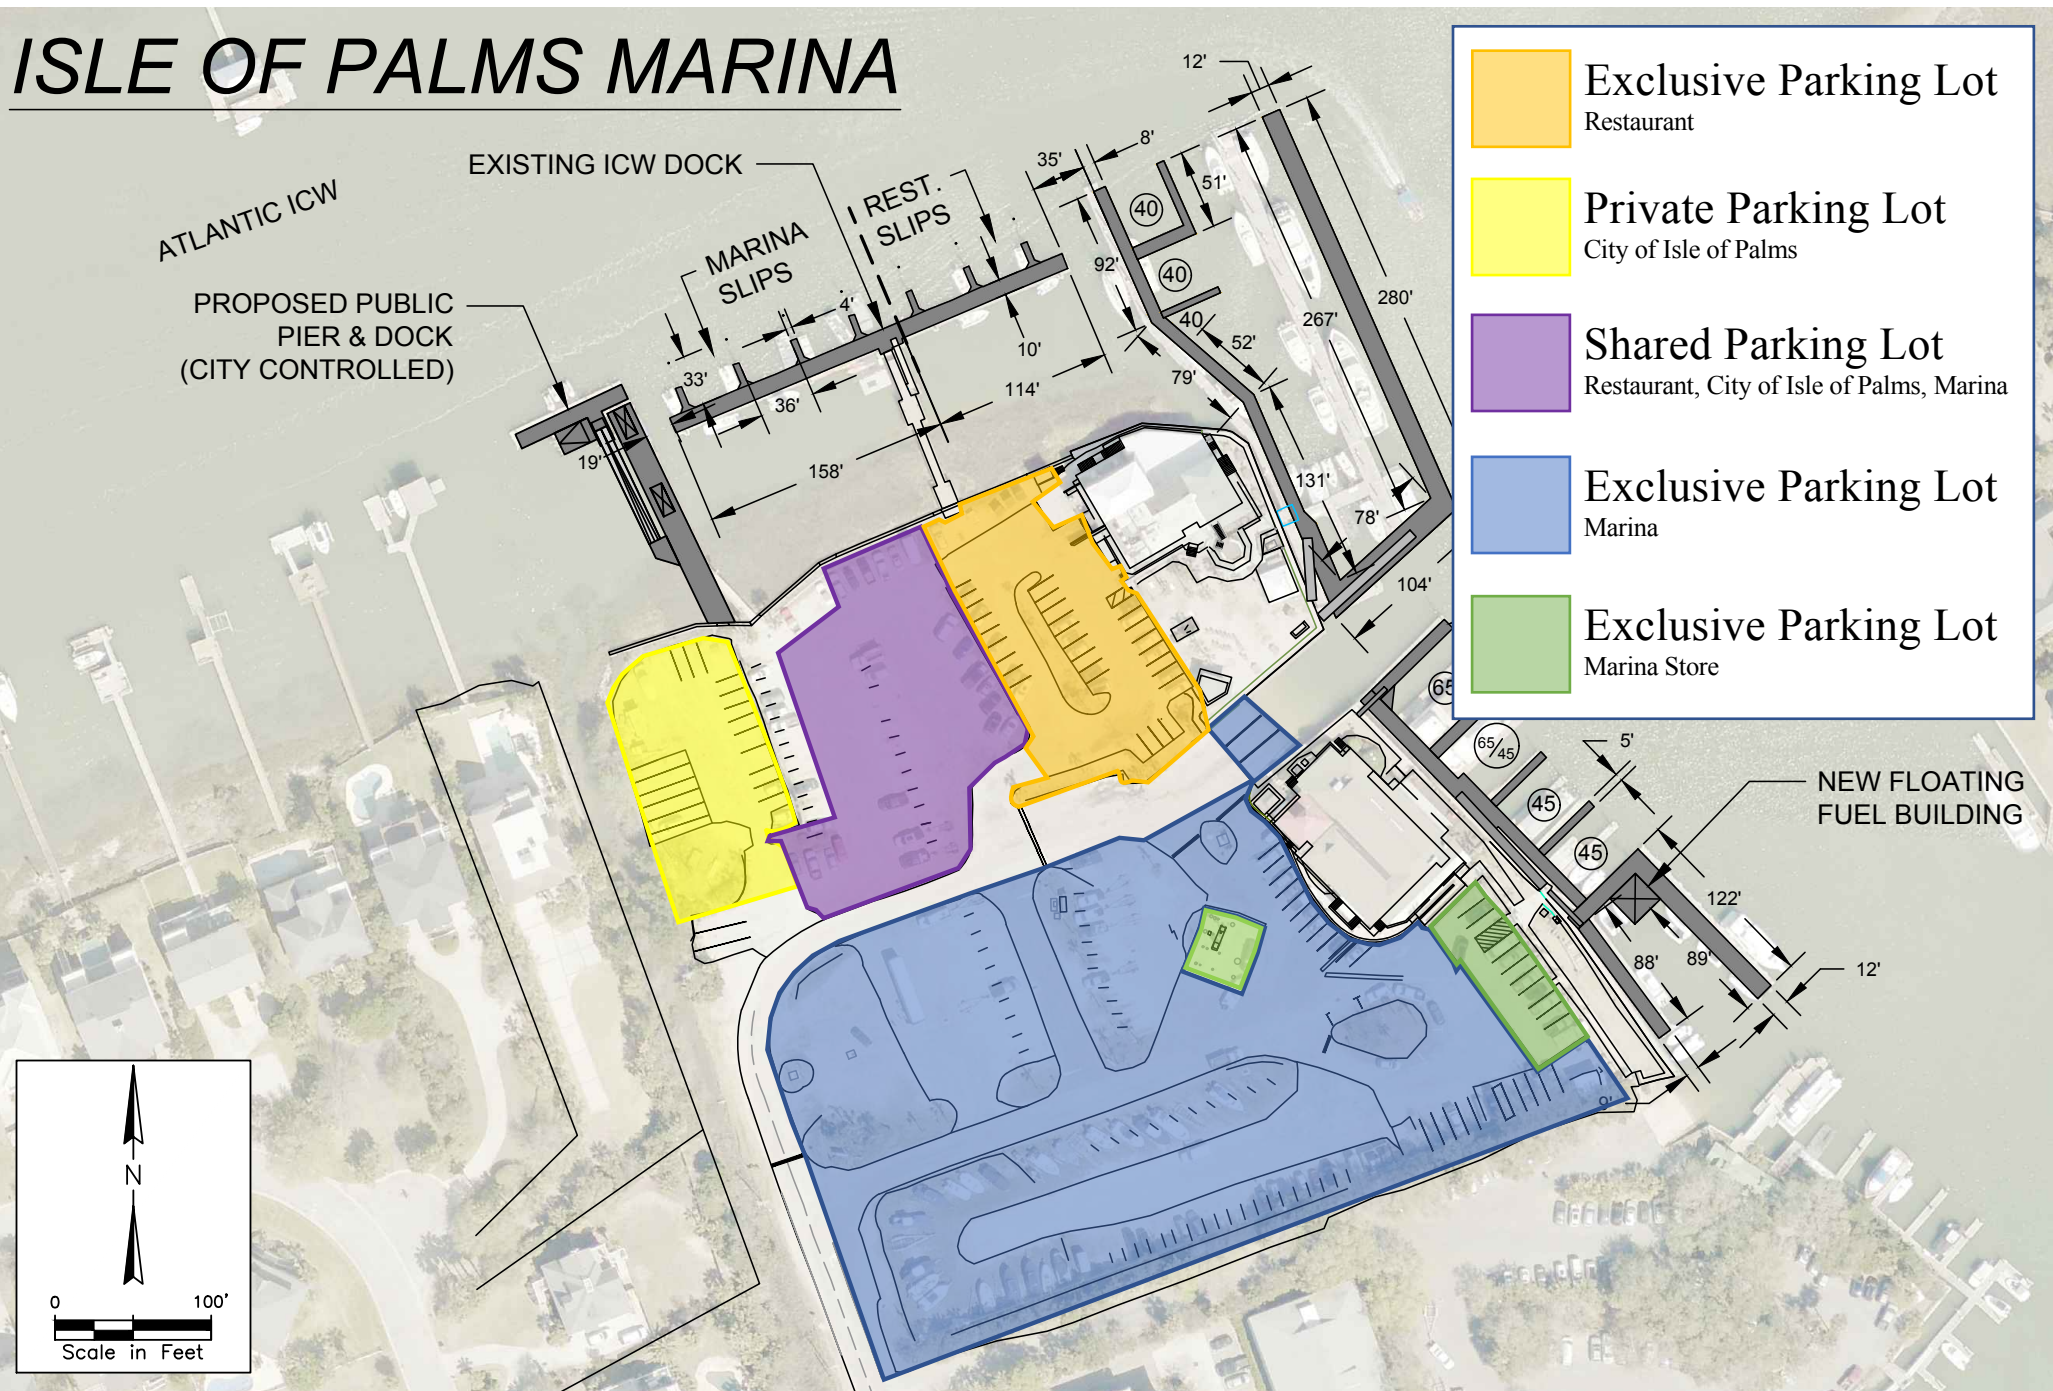 ISLE OF PALMS MARINA
ATLANTIC ICW
EXISTING ICW DOCK
PROPOSED PUBLIC
PIER & DOCK
(CITY CONTROLLED)
MARINA
SLIPS
REST.
SLIPS
12'
8'
35'
51'
40
92'
40
280'
267'
40
52'
4'
10'
33'
79'
114'
36'
158'
19'
131'
78'
104'
Exclusive Parking Lot
Restaurant
Private Parking Lot
City of Isle of Palms
Shared Parking Lot
Restaurant, City of Isle of Palms, Marina
Exclusive Parking Lot
Marina
Exclusive Parking Lot
Marina Store
65
65/45
5'
45
NEW FLOATING
FUEL BUILDING
45
122'
88'
89'
12'
N
0 100'
Scale in Feet